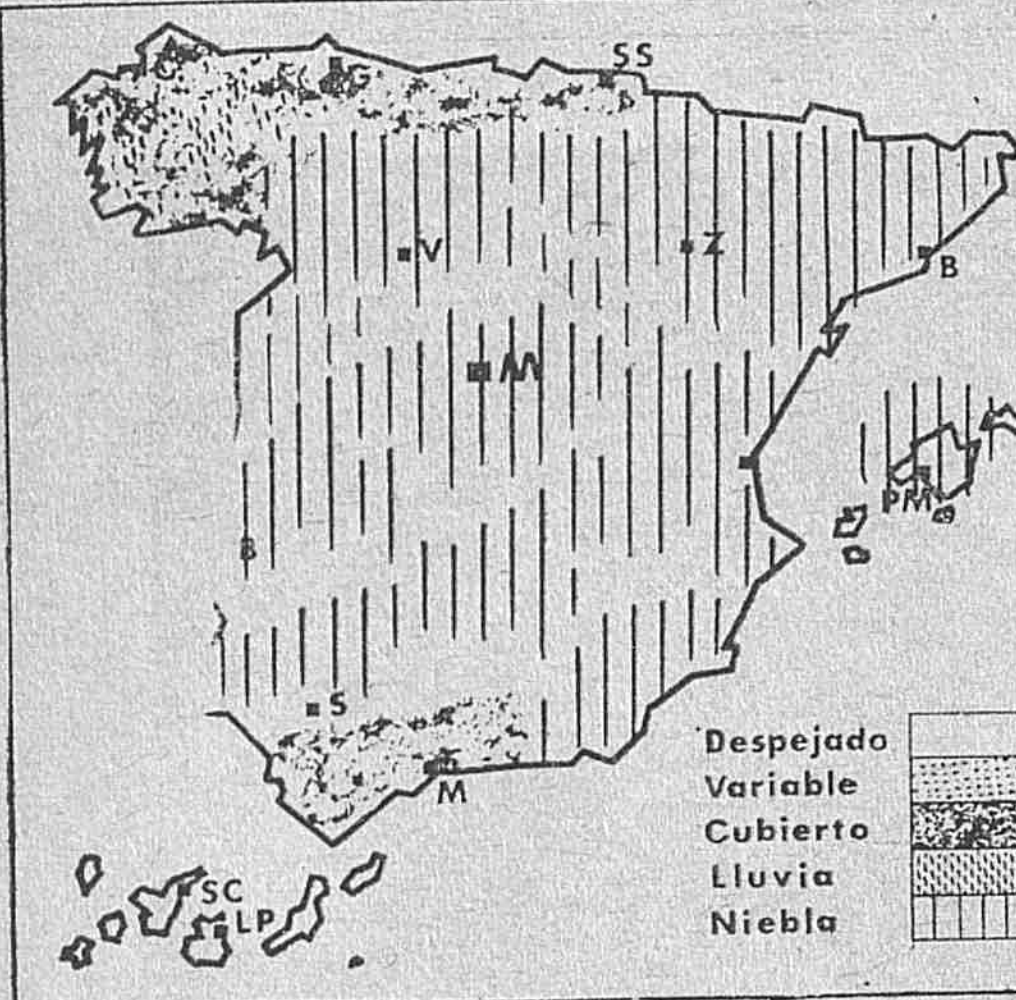 SS
C
G
V
Z
B
M
PM
B
S
M
SC
LP
Despejado
Variable
Cubierto
Lluvia
Niebla